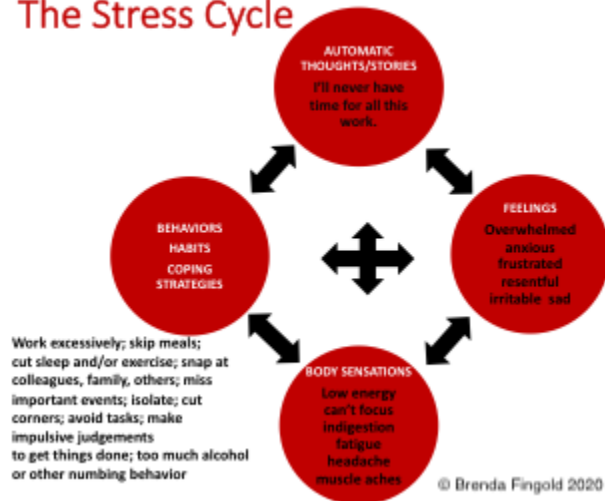 The Stress Cycle
AUTOMATIC
THOUGHTS/STORIES
I'll never have
time for all this
work.
FEELINGS
Overwhelmed
anxious
frustrated
resentful
irritable sad
BEHAVIORS
HABITS
COPING
STRATEGIES
Work excessively; skip meals;
cut sleep and/or exercise; snap at
colleagues, family, others; miss
important events; isolate; cut
corners; avoid tasks; make
impulsive judgements
to get things done; too much alcohol
or other numbing behavior
BODY SENSATIONS
Low energy
can't focus
indigestion
fatigue
headache
muscle aches
© Brenda Fingold 2020